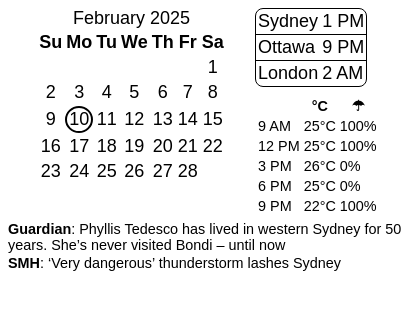 February 2025
Su Mo Tu We Th Fr Sa
1
2 3 4 5 6 7 8
9 10 11 12 13 14 15
16 17 18 19 20 21 22
23 24 25 26 27 28
Sydney 1 PM
Ottawa 9 PM
London 2 AM
°C ☂
9 AM 25°C 100%
12 PM 25°C 100%
3 PM 26°C 0%
6 PM 25°C 0%
9 PM 22°C 100%
Guardian: Phyllis Tedesco has lived in western Sydney for 50
years. She’s never visited Bondi – until now
SMH: ‘Very dangerous’ thunderstorm lashes Sydney